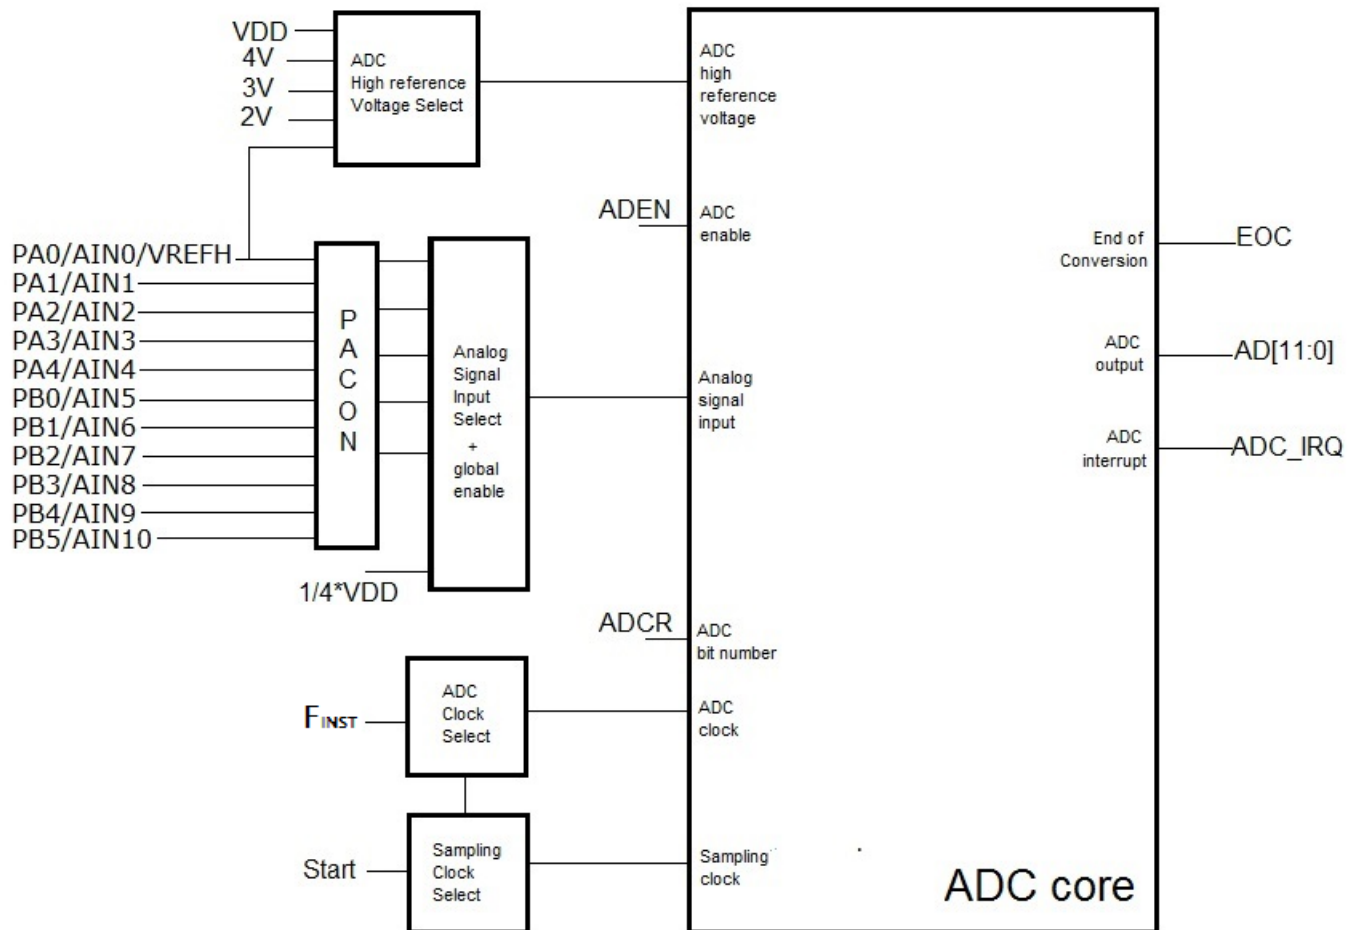 VDD
4V
3V
2V
ADC
High reference
Voltage Select
ADC
high
reference
voltage
ADEN
ADC
enable
PA0/AIN0/VREFH
PA1/AIN1
PA2/AIN2
PA3/AIN3
PA4/AIN4
PB0/AIN5
PB1/AIN6
PB2/AIN7
PB3/AIN8
PB4/AIN9
PB5/AIN10
P
A
C
O
N
Analog
Signal
Input
Select
+
global
enable
1/4*VDD
Analog
signal
input
End of
Conversion
EOC
ADC
output
AD[11:0]
ADC
interrupt
ADC_IRQ
ADCR
ADC
bit number
FINST
ADC
Clock
Select
ADC
clock
Start
Sampling
Clock
Select
Sampling
clock
ADC core